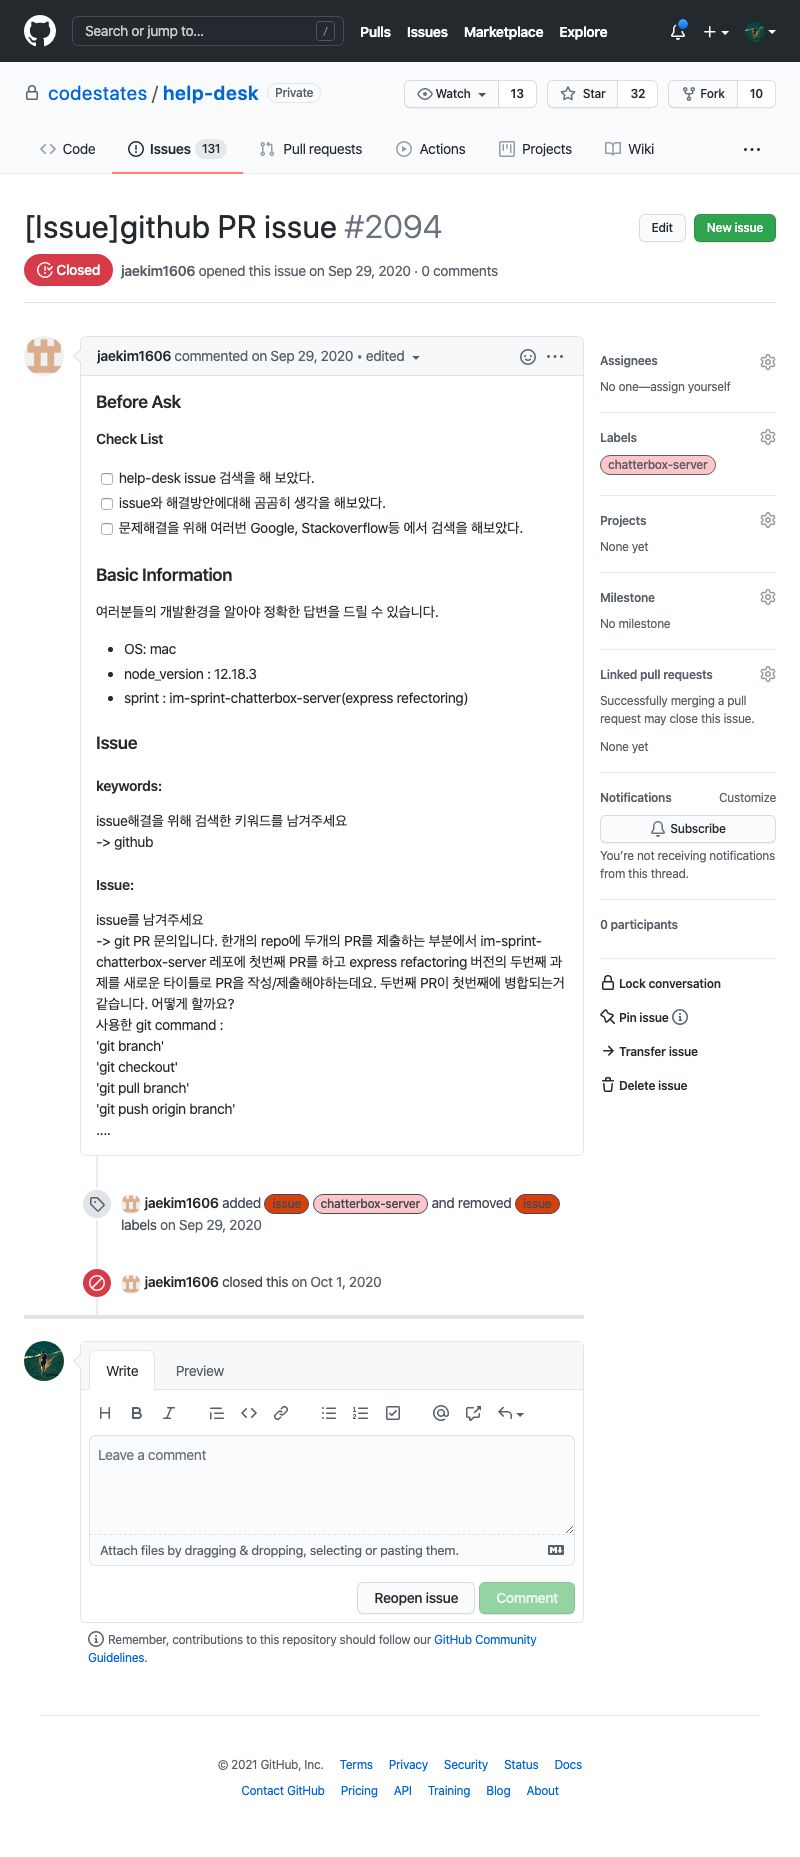 Search or jump to... /
Pulls Issues Marketplace Explore
codestates / help-desk Private
Watch 13 Star 32 Fork 10
Code Issues 131 Pull requests Actions Projects Wiki ...
[Issue]github PR issue #2094
Edit New issue
Closed jaekim1606 opened this issue on Sep 29, 2020 · 0 comments
jaekim1606 commented on Sep 29, 2020 • edited
Before Ask
Check List
help-desk issue 검색을 해 보았다.
issue와 해결방안에대해 곰곰히 생각을 해보았다.
문제해결을 위해 여러번 Google, Stackoverflow등 에서 검색을 해보았다.
Basic Information
여러분들의 개발환경을 알아야 정확한 답변을 드릴 수 있습니다.
• OS: mac
• node_version : 12.18.3
• sprint : im-sprint-chatterbox-server(express refectoring)
Issue
keywords:
issue해결을 위해 검색한 키워드를 남겨주세요
-> github
Issue:
issue를 남겨주세요
-> git PR 문의입니다. 한개의 repo에 두개의 PR를 제출하는 부분에서 im-sprint-
chatterbox-server 레포에 첫번째 PR를 하고 express refactoring 버전의 두번째 과
제를 새로운 타이틀로 PR을 작성/제출해야하는데요. 두번째 PR이 첫번째에 병합되는거
같습니다. 어떻게 할까요?
사용한 git command :
'git branch'
'git checkout'
'git pull branch'
'git push origin branch'
....
jaekim1606 added issue chatterbox-server and removed issue
labels on Sep 29, 2020
jaekim1606 closed this on Oct 1, 2020
Assignees
No one—assign yourself
Labels
chatterbox-server
Projects
None yet
Milestone
No milestone
Linked pull requests
Successfully merging a pull
request may close this issue.
None yet
Notifications Customize
Subscribe
You're not receiving notifications
from this thread.
0 participants
Lock conversation
Pin issue
Transfer issue
Delete issue
Write Preview
H B I
Leave a comment
Attach files by dragging & dropping, selecting or pasting them.
Reopen issue Comment
Remember, contributions to this repository should follow our GitHub Community
Guidelines.
© 2021 GitHub, Inc. Terms Privacy Security Status Docs
Contact GitHub Pricing API Training Blog About